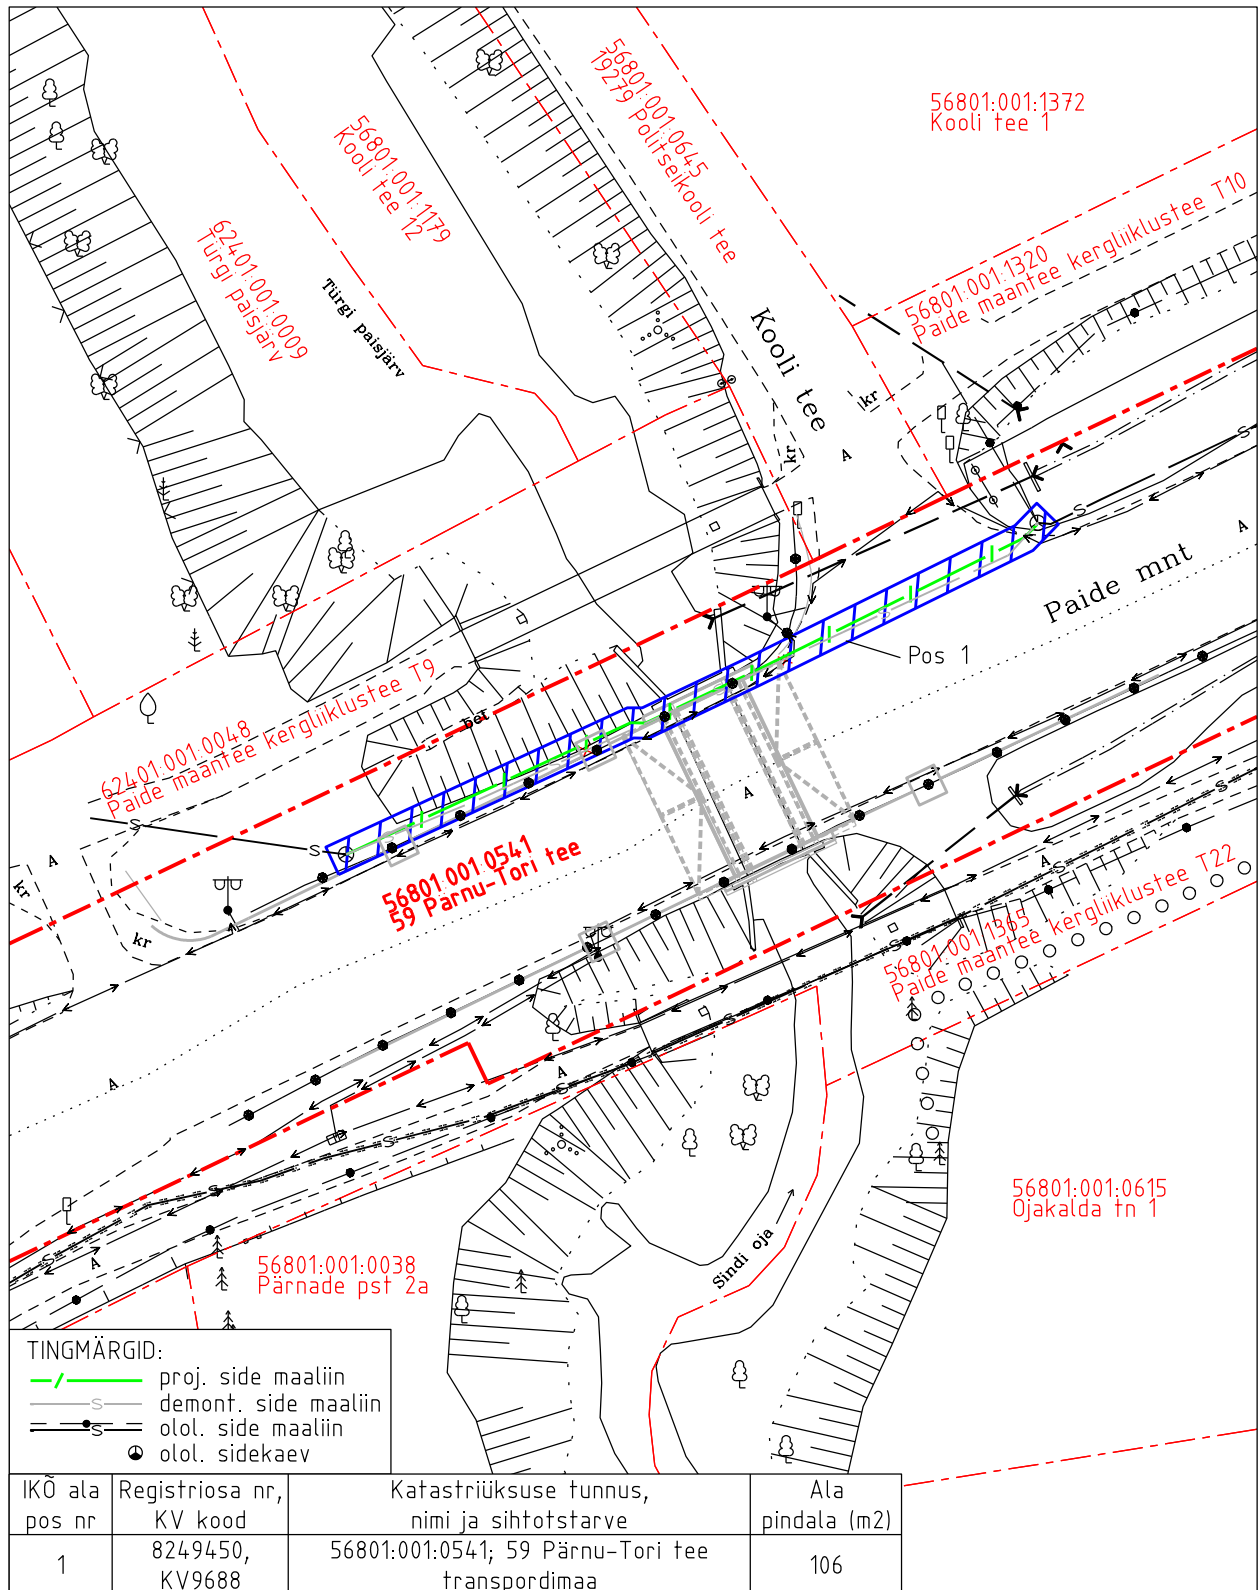 56801:001:1372
Kooli tee 1
56801:001:0645
19279 Politseikooli tee
56801:001:1179
Kooli tee 12
62401:001:0009
Türgi paisjärv
Türgi paisjärv
56801:001:1320
Paide maantee kergliiklustee T10
Kooli tee
kr
kr
A
S
A
S
Paide mnt
Pos 1
62401:001:0048
Paide maantee kergliiklustee T9
S
S
A
kr
kr
A
56801:001:0541
59 Pärnu-Tori tee
S
A
S
56801:001:1365
Paide maantee kergliiklustee T22
S
S
A
A
S
S
S
S
A
56801:001:0615
Ojakalda tn 1
Sindi oja
56801:001:0038
Pärnade pst 2a
TINGMÄRGID:
proj. side maaliin
S demont. side maaliin
S olol. side maaliin
olol. sidekaev
IKÕ ala pos nr
Registriosa nr, KV kood
Katastriüksuse tunnus, nimi ja sihtotstarve
Ala pindala (m2)
1
8249450, KV9688
56801:001:0541; 59 Pärnu-Tori tee transpordimaa
106